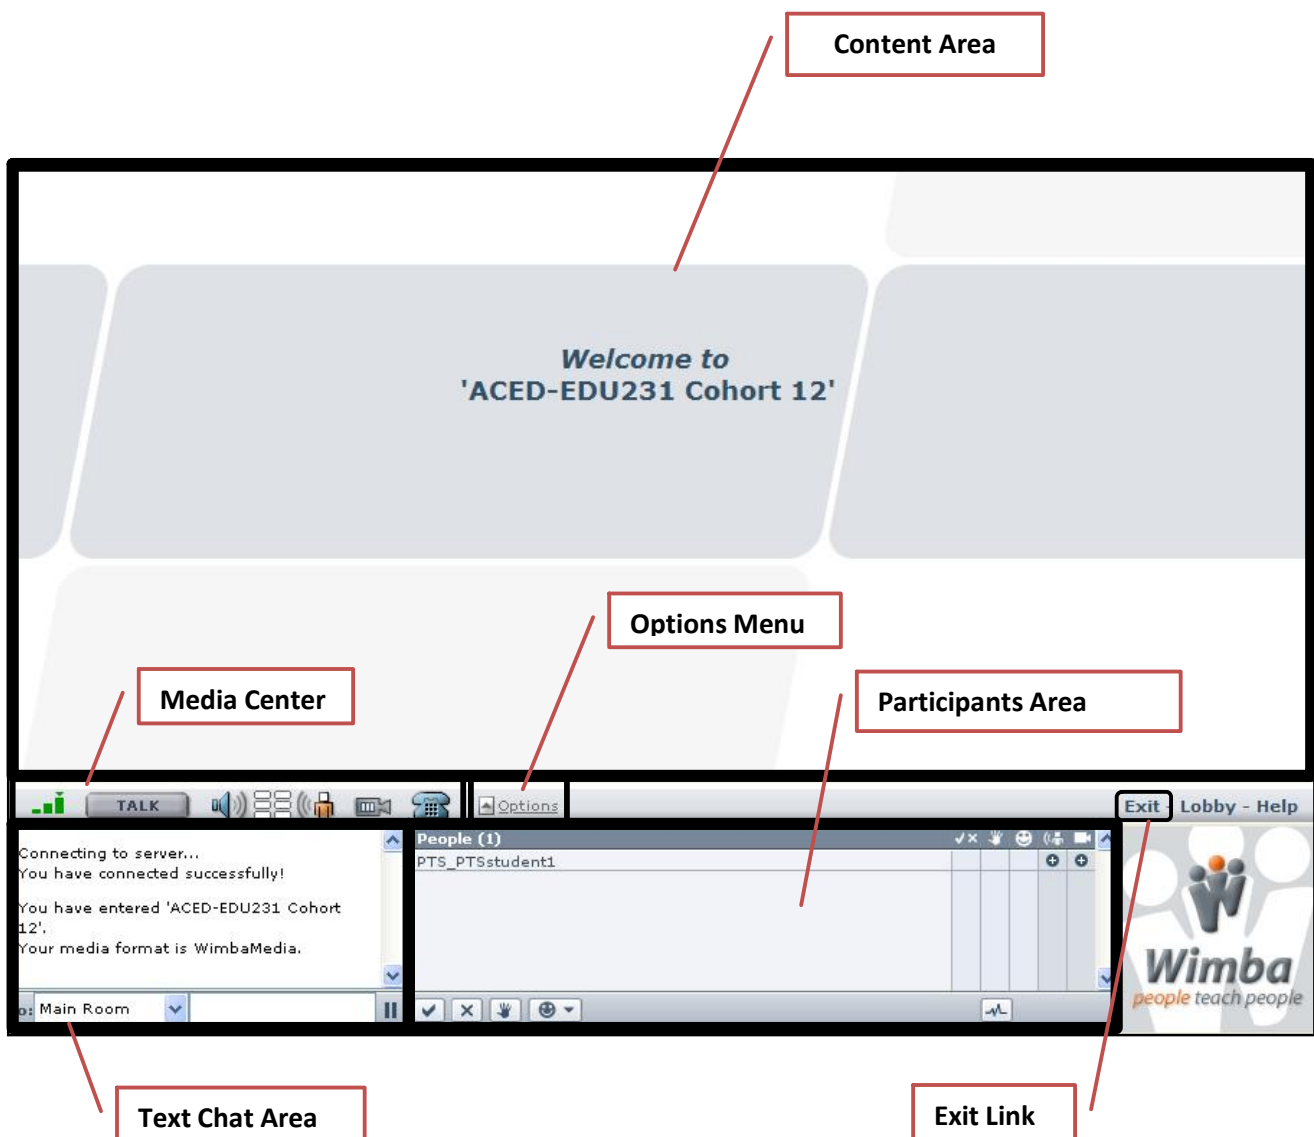 Content Area
Welcome to
'ACED-EDU231 Cohort 12'
Options Menu
Media Center
Participants Area
TALK
Options
Exit - Lobby - Help
People (1)
PTS_PTSstudent1
Connecting to server...
You have connected successfully!
You have entered 'ACED-EDU231 Cohort
12'.
Your media format is WimbaMedia.
o: Main Room
Wimba
people teach people
Text Chat Area
Exit Link